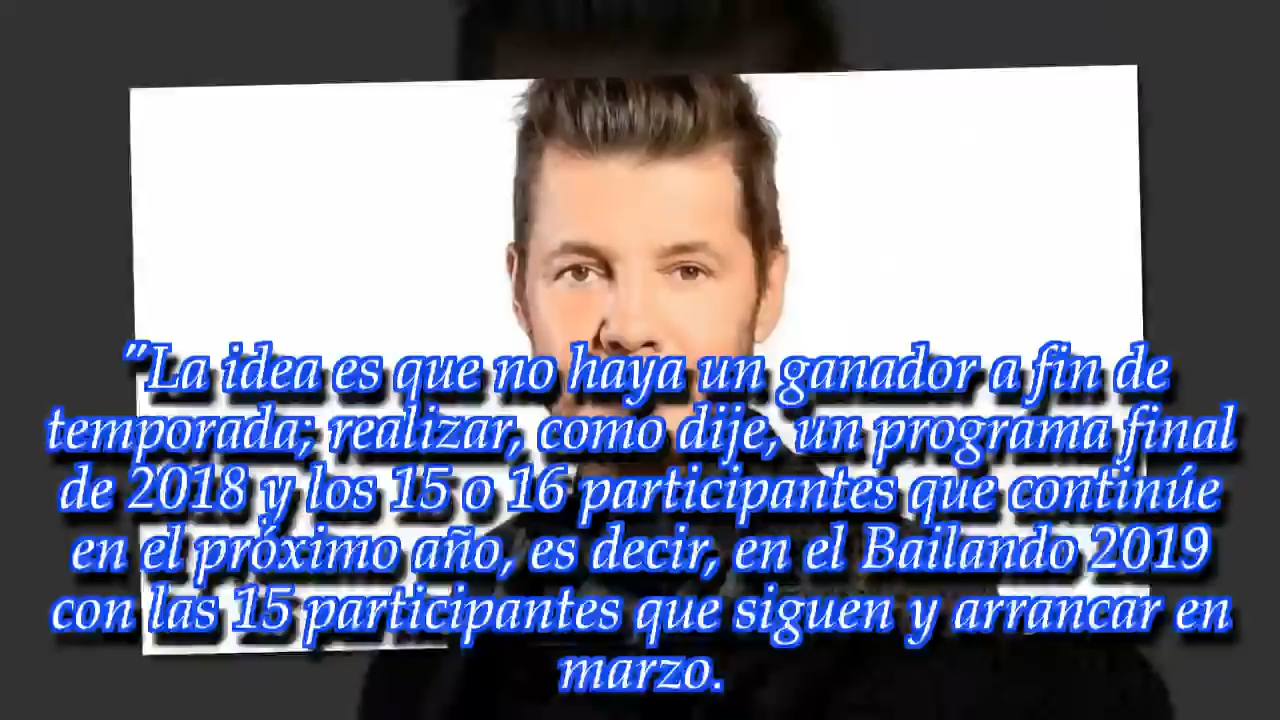 "La idea es que no haya un ganador a fin de
temporada; realizar, como dije, un programa final
de 2018 y los 15 o 16 participantes que continúe
en el próximo año, es decir, en el Bailando 2019
con las 15 participantes que siguen y arrancar en
marzo.